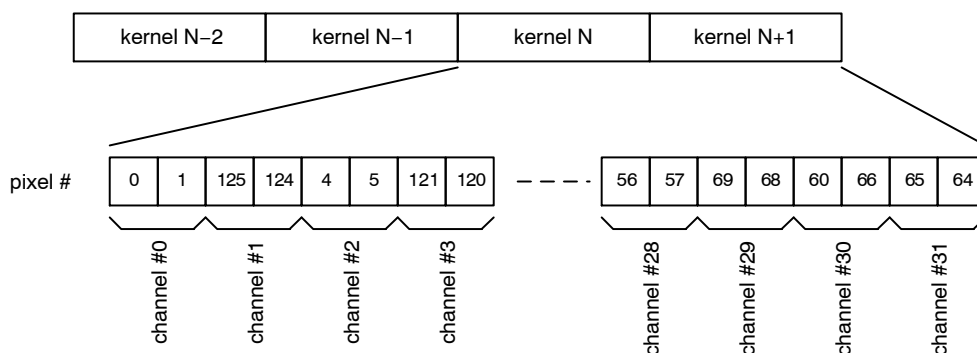 kernel N−2 kernel N−1 kernel N kernel N+1
pixel # 0 1 125 124 4 5 121 120 56 57 69 68 60 66 65 64
channel #0 channel #1 channel #2 channel #3 channel #28 channel #29 channel #30 channel #31